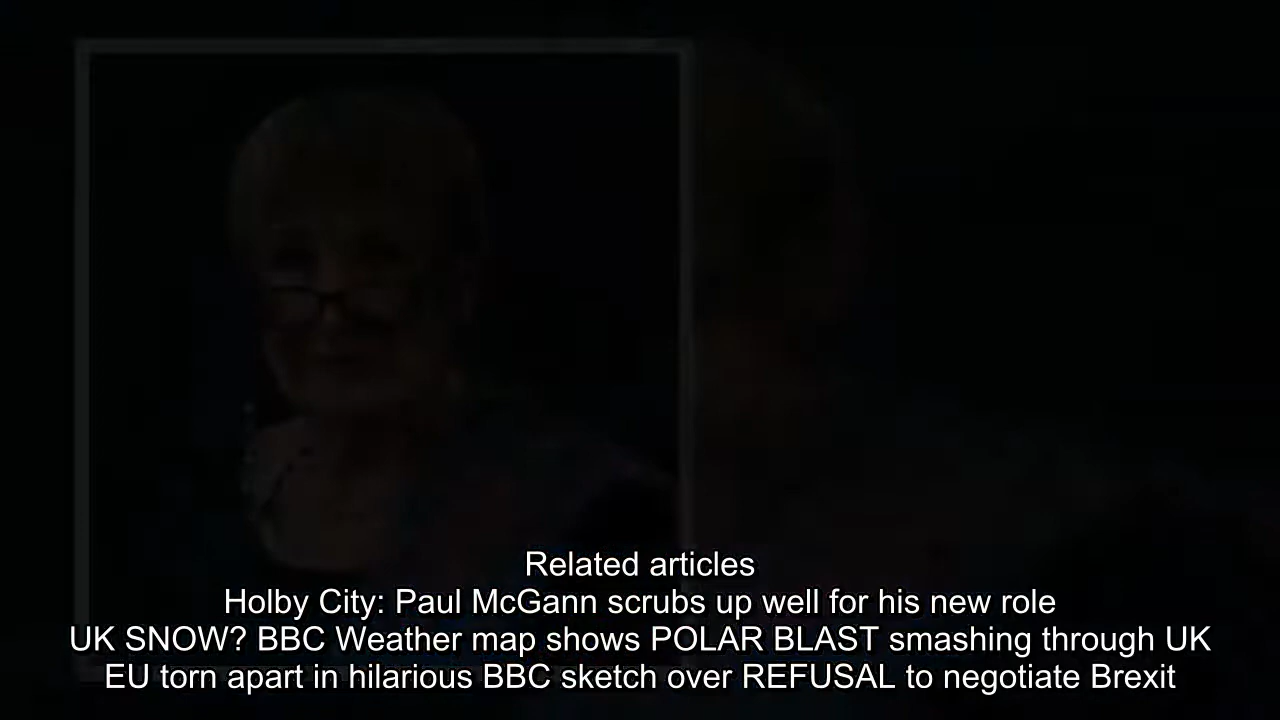 Related articles
Holby City: Paul McGann scrubs up well for his new role
UK SNOW? BBC Weather map shows POLAR BLAST smashing through UK
EU torn apart in hilarious BBC sketch over REFUSAL to negotiate Brexit